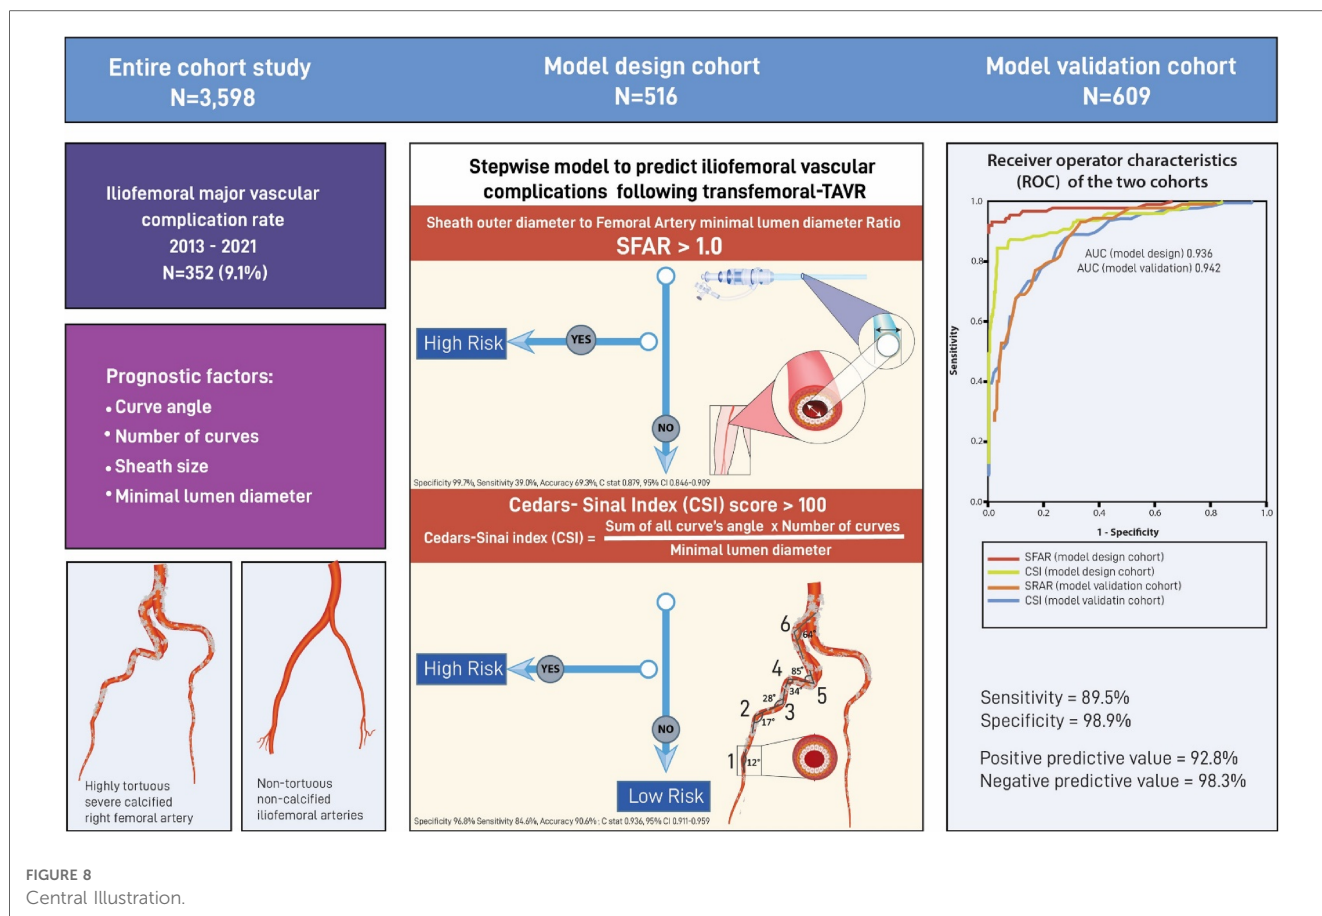 Entire cohort study
N=3,598
Model design cohort
N=516
Model validation cohort
N=609
Iliofemoral major vascular
complication rate
2013 - 2021
N=352 (9.1%)
Prognostic factors:
• Curve angle
• Number of curves
• Sheath size
• Minimal lumen diameter
Highly tortuous
severe calcified
right femoral artery
Non-tortuous
non-calcified
iliofemoral arteries
Stepwise model to predict iliofemoral vascular
complications following transfemoral-TAVR
Sheath outer diameter to Femoral Artery minimal lumen diameter Ratio
SFAR > 1.0
High Risk
YES
NO
Specificity 99.7%, Sensitivity 39.0%, Accuracy 69.3%, C stat 0.879, 95% CI 0.846-0.909
Cedars- Sinal Index (CSI) score > 100
Cedars-Sinai index (CSI) = Sum of all curve's angle x Number of curves
Minimal lumen diameter
High Risk
YES
NO
Low Risk
6
64°
4
85°
34°
5
28°
3
2
17°
1
12°
Specificity 96.8% Sensitivity 84.6%, Accuracy 90.6% ; C stat 0.936, 95% CI 0.911-0.959
Receiver operator characteristics
(ROC) of the two cohorts
AUC (model design) 0.936
AUC (model validation) 0.942
Sensitivity
1.0
0.8
0.6
0.4
0.2
0.0
0.0 0.2 0.4 0.6 0.8 1.0
1 - Specificity
SFAR (model design cohort)
CSI (model design cohort)
SRAR (model validation cohort)
CSI (model validatin cohort)
Sensitivity = 89.5%
Specificity = 98.9%
Positive predictive value = 92.8%
Negative predictive value = 98.3%
FIGURE 8
Central Illustration.